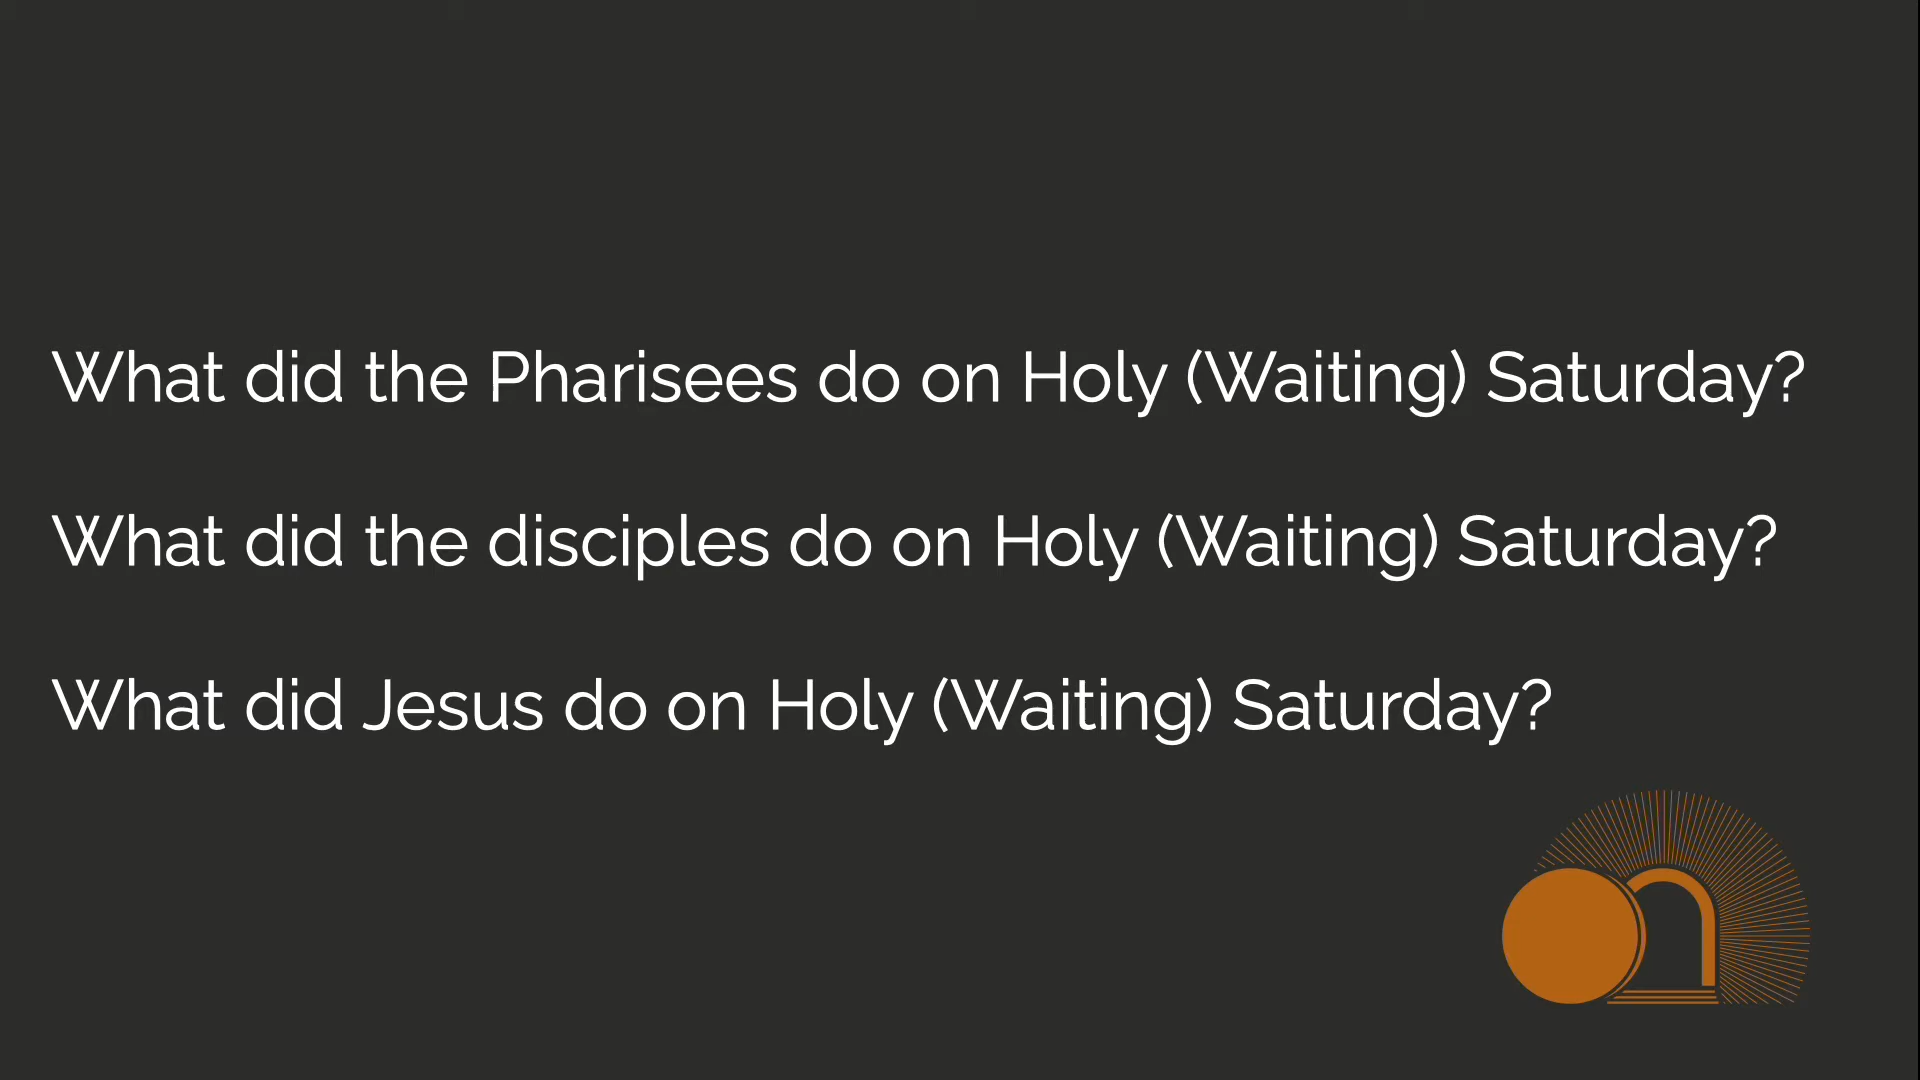 What did the Pharisees do on Holy (Waiting) Saturday?
What did the disciples do on Holy (Waiting) Saturday?
What did Jesus do on Holy (Waiting) Saturday?